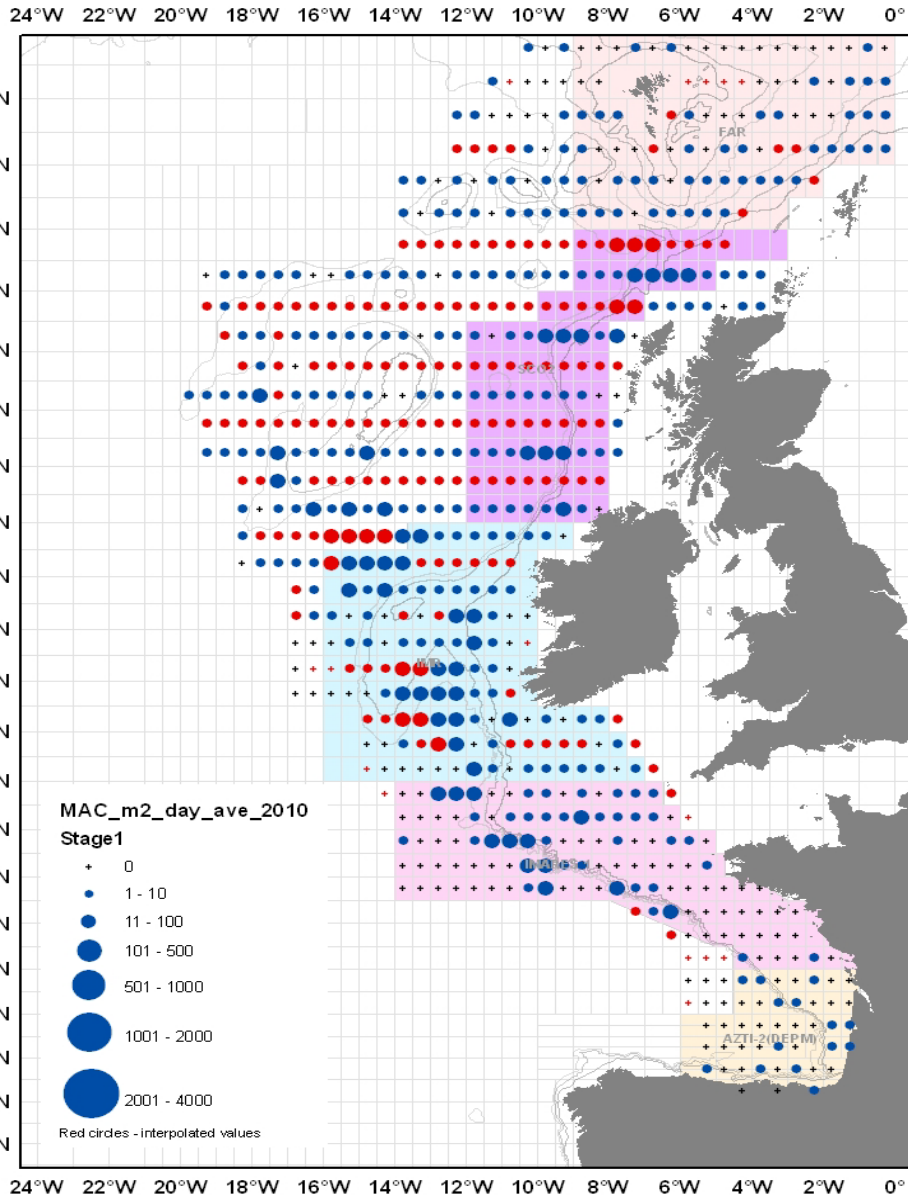 24°W 22°W 20°W 18°W 16°W 14°W 12°W 10°W 8°W 6°W 4°W 2°W 0°
N
FAR
N
N
N
N
N
SCO2
N
N
N
N
N
N
IMR
N
N
N
N
MAC_m2_day_ave_2010
Stage1
0
1 - 10
11 - 100
101 - 500
501 - 1000
1001 - 2000
2001 - 4000
Red circles - interpolated values
N
N
N
N
N
AZTI-2(DEPM)
N
N
N
N
24°W 22°W 20°W 18°W 16°W 14°W 12°W 10°W 8°W 6°W 4°W 2°W 0°